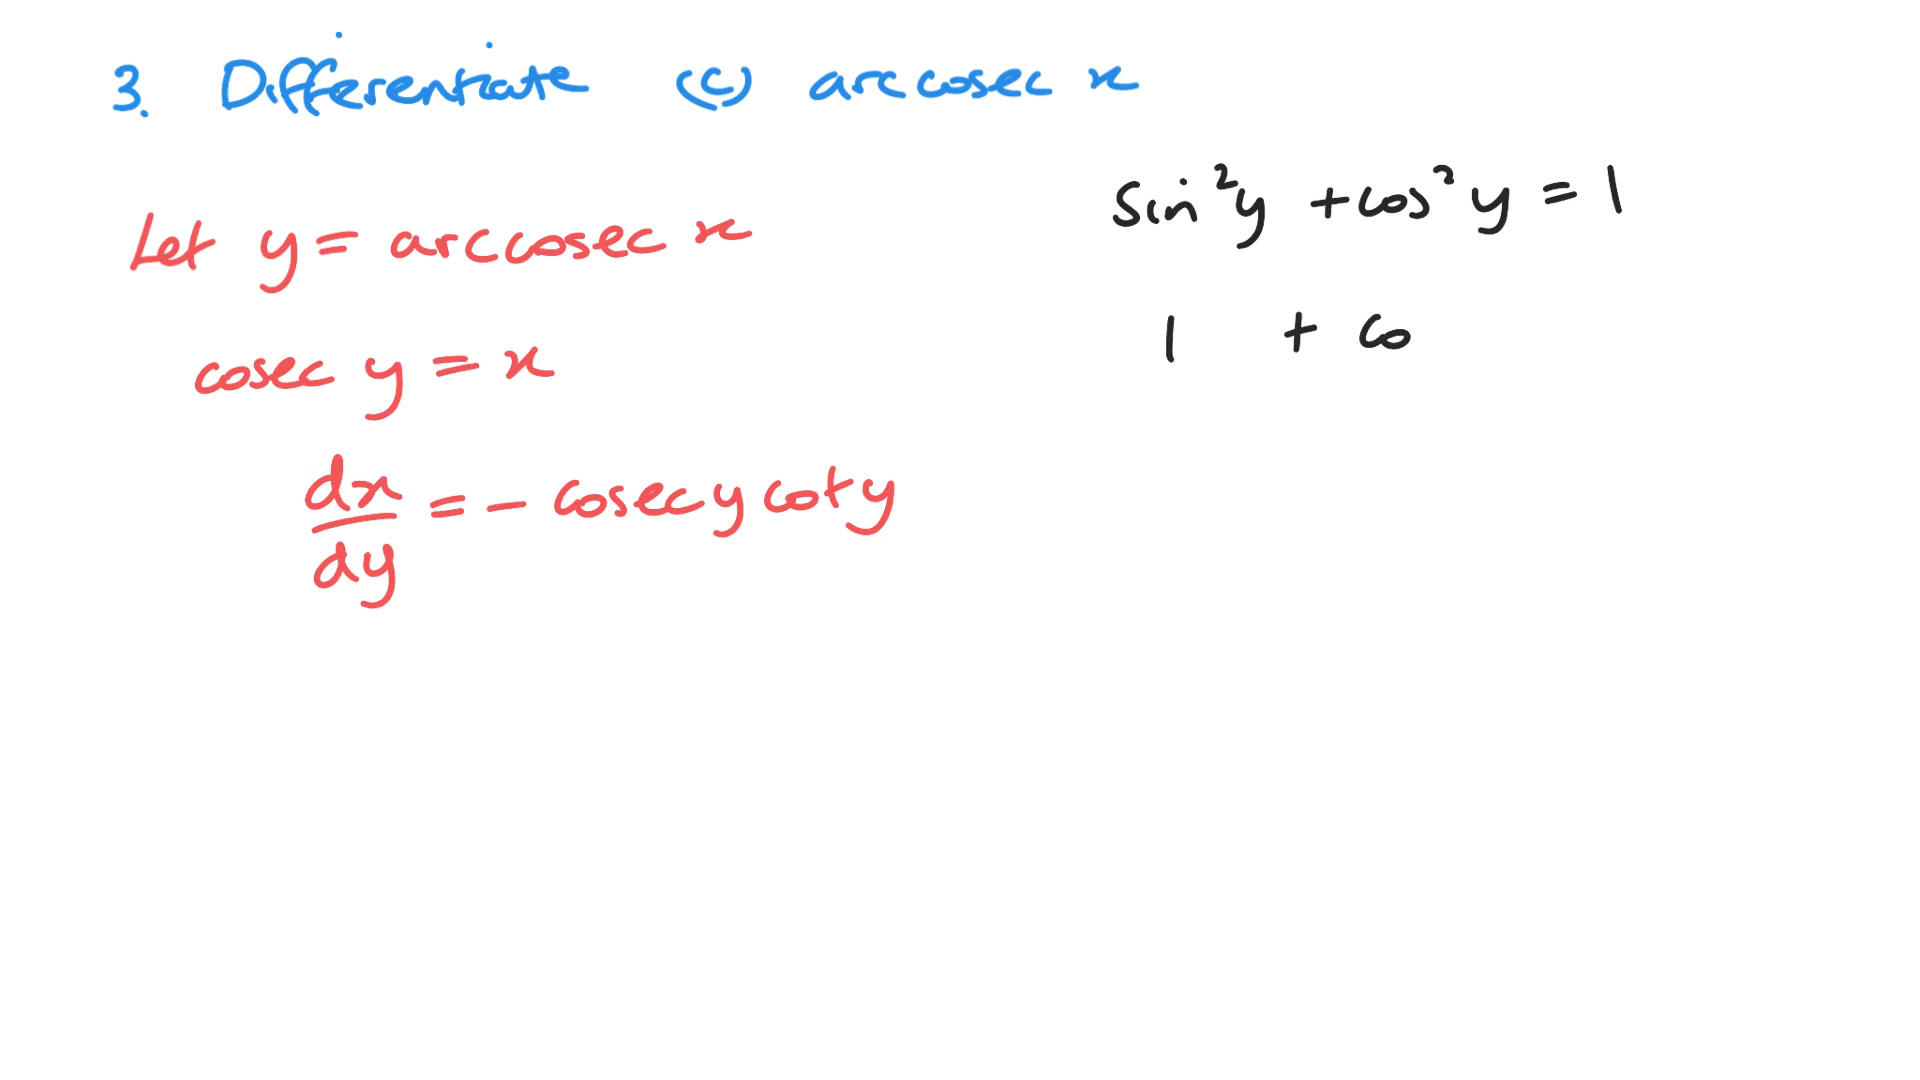 3. Differentiate (c) arccosec x
Let y = arccosec x
cosec y = x
dx/dy = - cosec y cot y
sin²y + cos²y = 1
1 + co